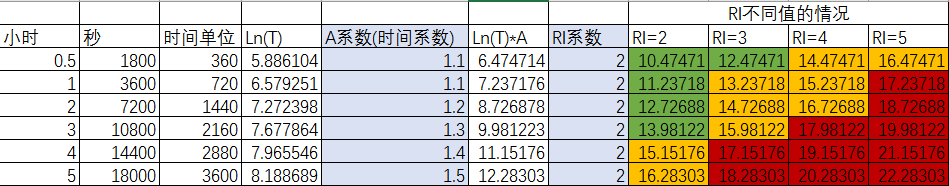 RI不同值的情况
小时 秒 时间单位 Ln(T) A系数(时间系数) Ln(T)*A RI系数 RI=2 RI=3 RI=4 RI=5
0.5 1800 360 5.886104 1.1 6.474714 2 10.47471 12.47471 14.47471 16.47471
1 3600 720 6.579251 1.1 7.237176 2 11.23718 13.23718 15.23718 17.23718
2 7200 1440 7.272398 1.2 8.726878 2 12.72688 14.72688 16.72688 18.72688
3 10800 2160 7.677864 1.3 9.981223 2 13.98122 15.98122 17.98122 19.98122
4 14400 2880 7.965546 1.4 11.15176 2 15.15176 17.15176 19.15176 21.15176
5 18000 3600 8.188689 1.5 12.28303 2 16.28303 18.28303 20.28303 22.28303